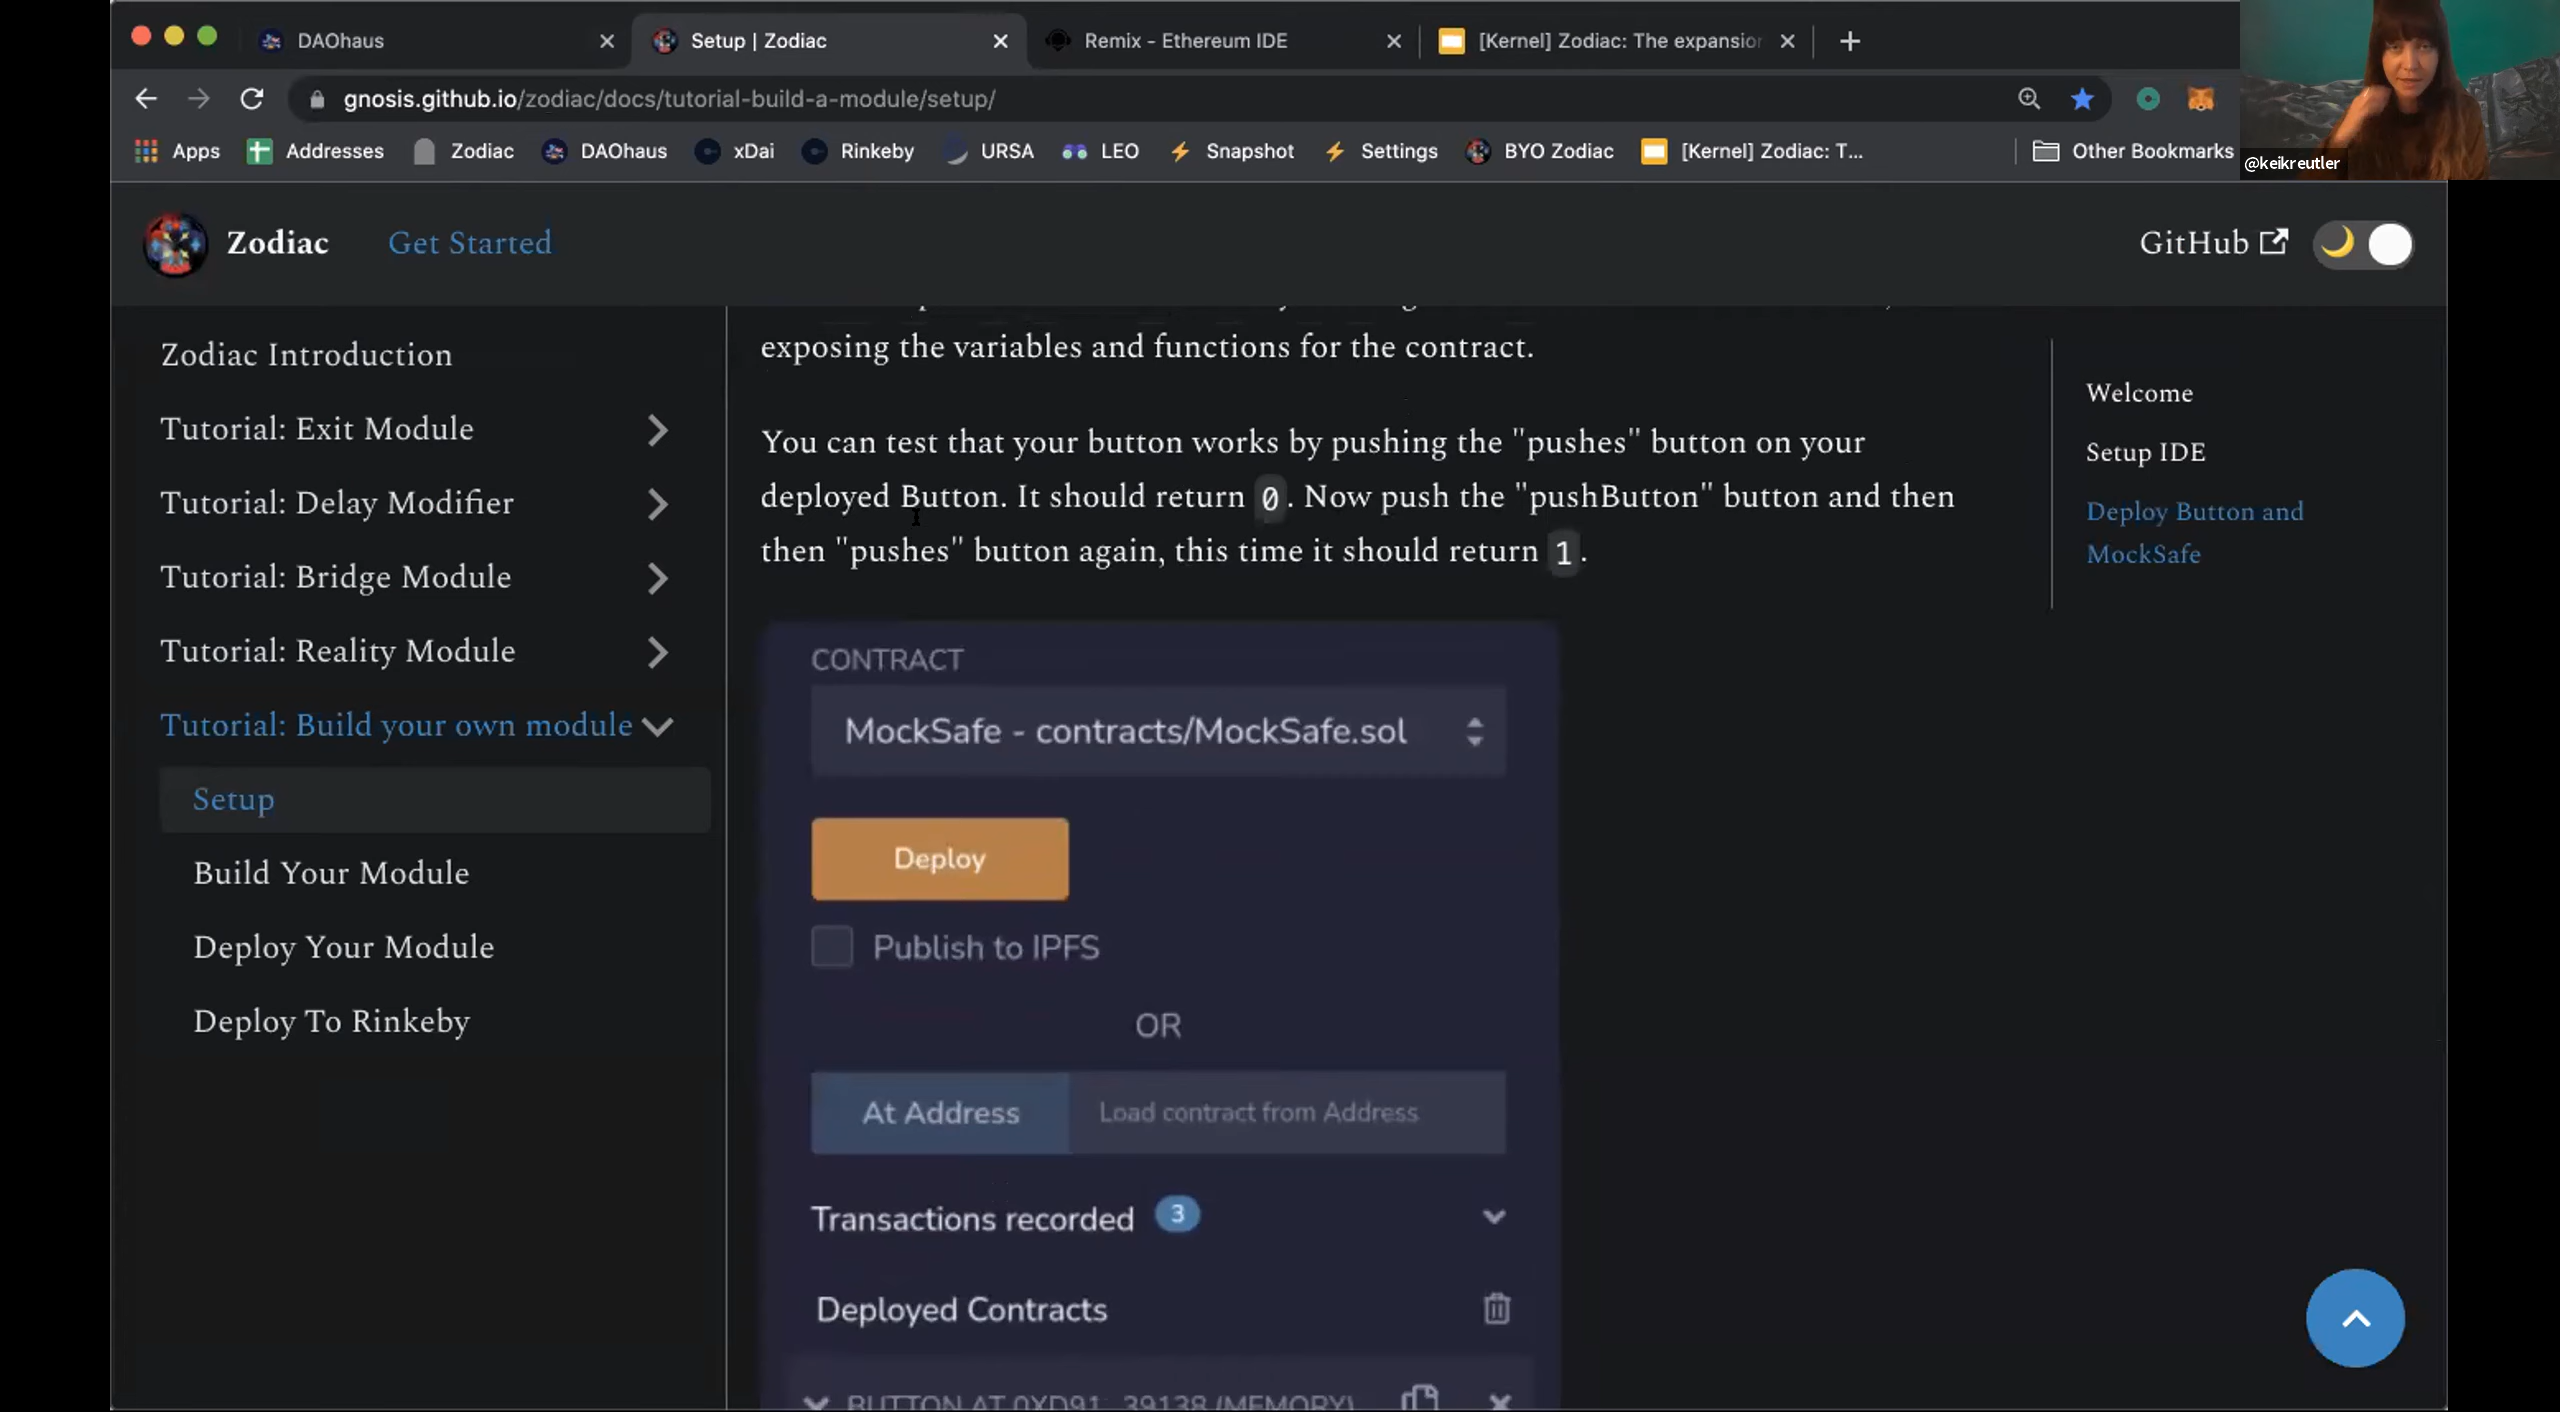 DAOhaus
Setup | Zodiac
Remix - Ethereum IDE
[Kernel] Zodiac: The expansion
gnosis.github.io/zodiac/docs/tutorial-build-a-module/setup/
Apps
Addresses
Zodiac
DAOhaus
xDai
Rinkeby
URSA
LEO
Snapshot
Settings
BYO Zodiac
[Kernel] Zodiac: T...
Other Bookmarks
@keikreutler
Zodiac
Get Started
GitHub
Zodiac Introduction
Tutorial: Exit Module
Tutorial: Delay Modifier
Tutorial: Bridge Module
Tutorial: Reality Module
Tutorial: Build your own module
Setup
Build Your Module
Deploy Your Module
Deploy To Rinkeby
exposing the variables and functions for the contract.
You can test that your button works by pushing the "pushes" button on your
deployed Button. It should return 0. Now push the "pushButton" button and then
then "pushes" button again, this time it should return 1.
CONTRACT
MockSafe - contracts/MockSafe.sol
Deploy
Publish to IPFS
OR
At Address
Load contract from Address
Transactions recorded 3
Deployed Contracts
BUTTON AT 0XD91...39138 (MEMORY)
Welcome
Setup IDE
Deploy Button and
MockSafe